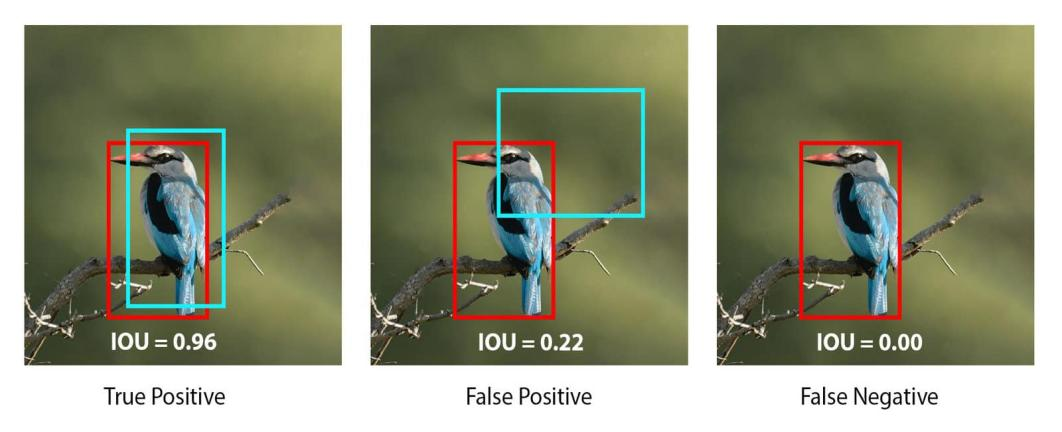 IOU = 0.96
IOU = 0.22
IOU = 0.00
True Positive
False Positive
False Negative